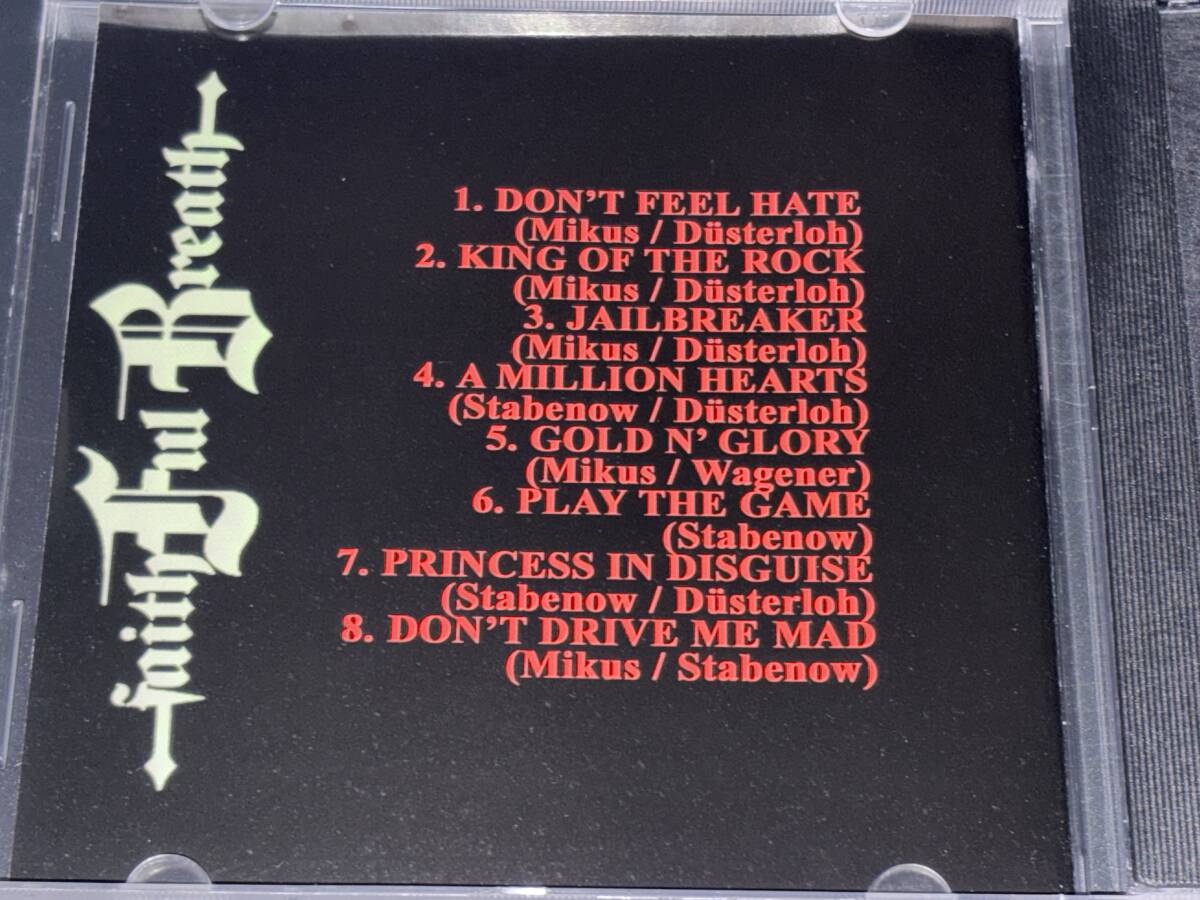 faithful Breath
1. DON'T FEEL HATE
(Mikus / Düsterloh)
2. KING OF THE ROCK
(Mikus / Düsterloh)
3. JAILBREAKER
(Mikus / Düsterloh)
4. A MILLION HEARTS
(Stabenow / Düsterloh)
5. GOLD N' GLORY
(Mikus / Wagener)
6. PLAY THE GAME
(Stabenow)
7. PRINCESS IN DISGUISE
(Stabenow / Düsterloh)
8. DON'T DRIVE ME MAD
(Mikus / Stabenow)